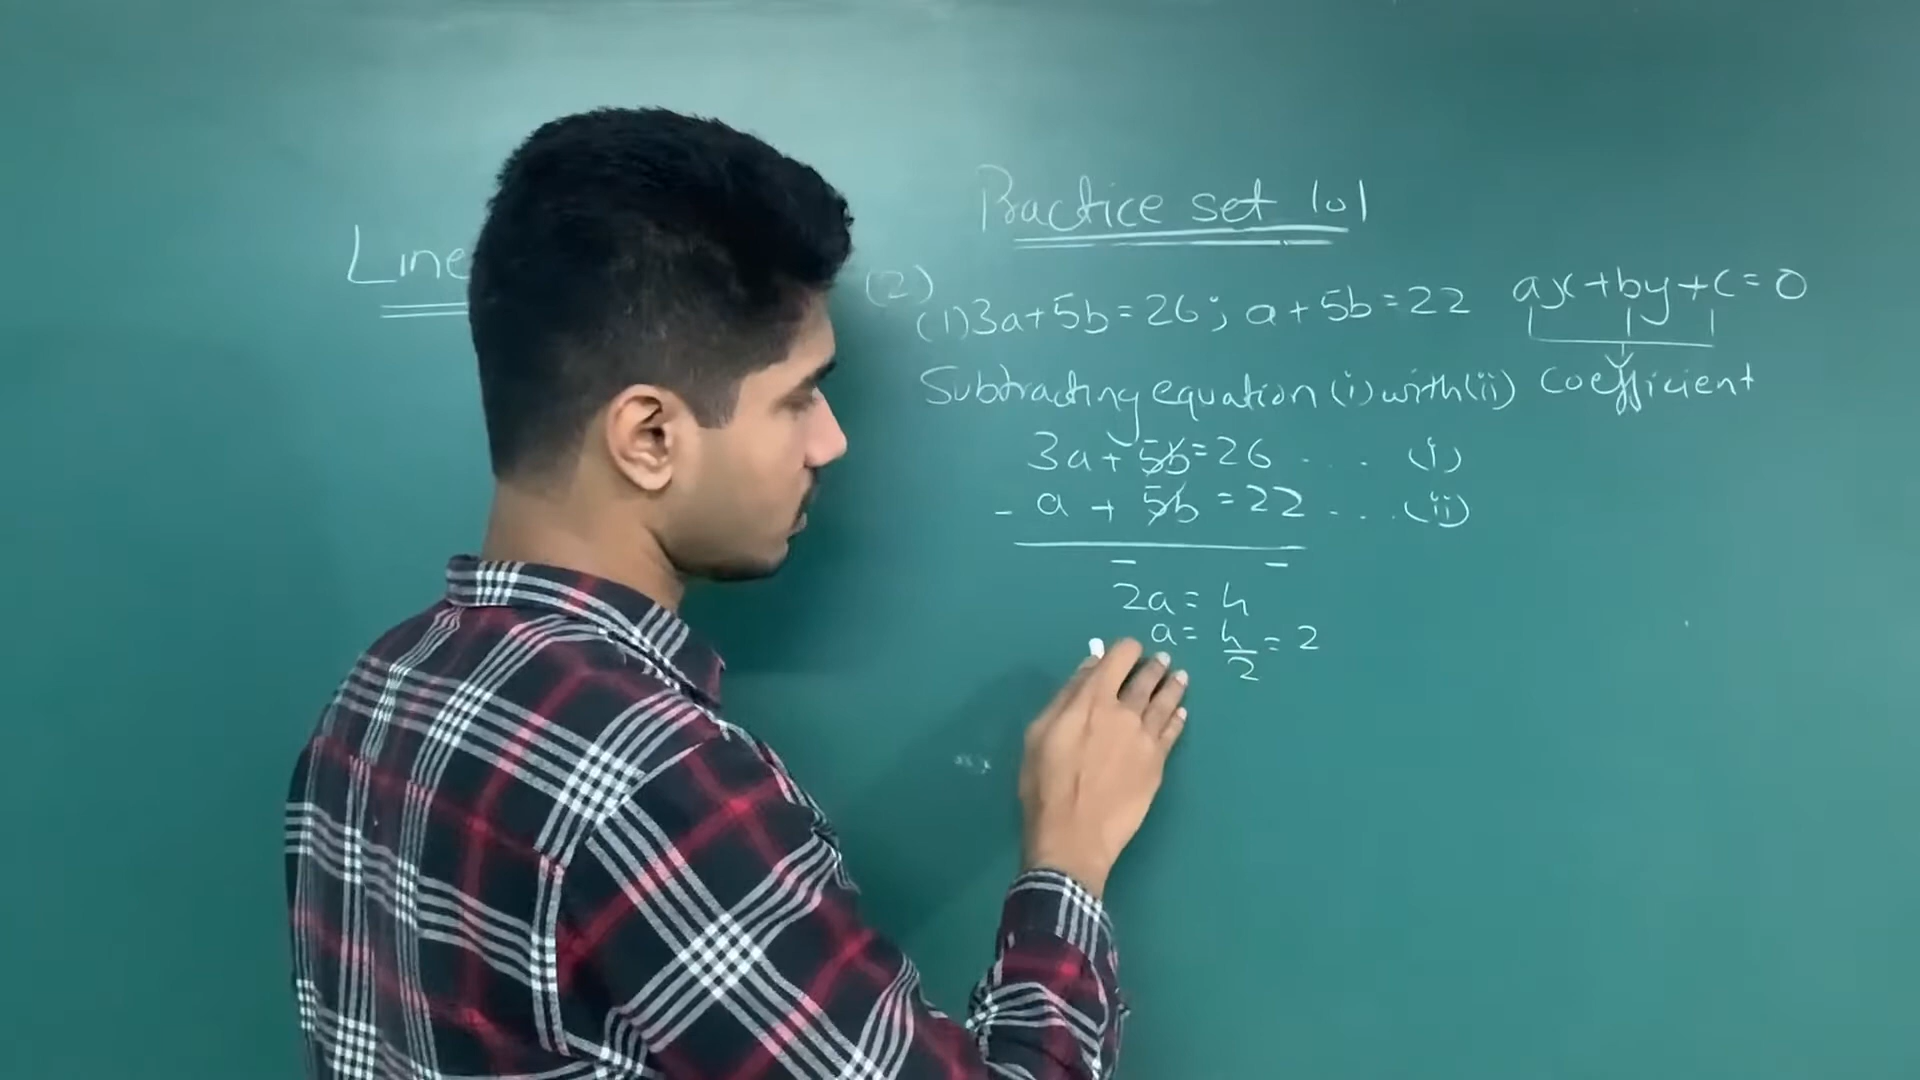 Line
Practice set 1.1
(2)
(1) 3a+5b=26; a+5b=22
ax+by+c=0
Subtracting equation (i) with (ii)
Coefficient
3a+5b=26 ... (i)
- a + 5b =22 ... (ii)
- -
2a = 4
a = 4/2 = 2